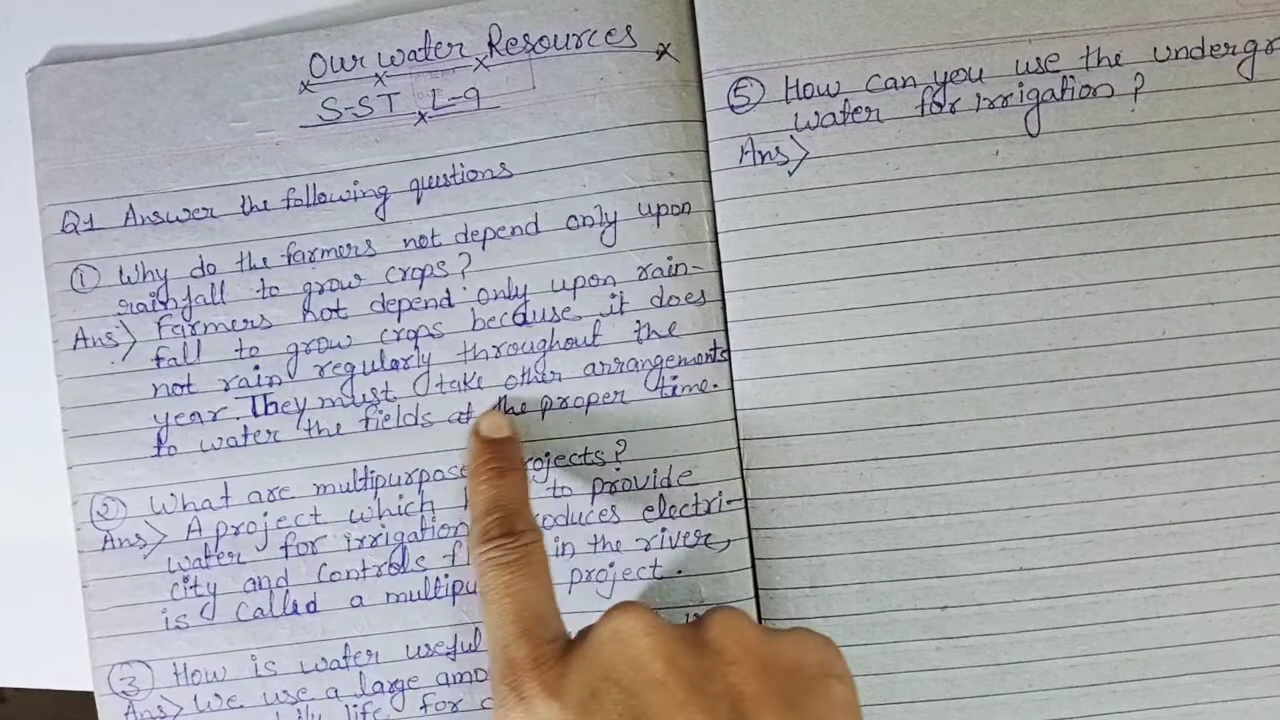 Our water Resources
S-ST L-9
Q1 Answer the following questions
① Why do the farmers not depend only upon
rainfall to grow crops?
Ans> Farmers not depend only upon rain-
fall to grow crops because it does
not rain regularly throughout the
year. They must take other arrangements
to water the fields at the proper time.
② What are multipurpose projects?
Ans> A project which to provide
water for irrigation electri-
city and controls in the river,
is called a project.
③ How is water useful
Ans> We use a large
life for
⑤ How can you use the
water for irrigation?
Ans>